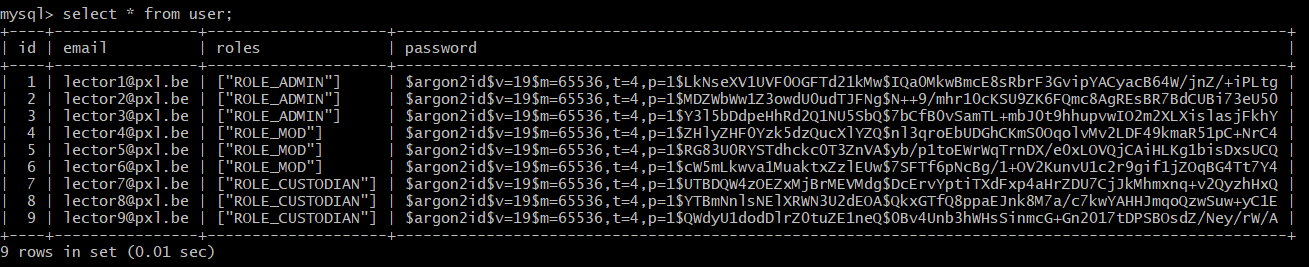 mysql> select * from user;
+----+-----------------+--------------------+---------------------------------------------------------------------------------------------------+
| id | email | roles | password |
+----+-----------------+--------------------+---------------------------------------------------------------------------------------------------+
| 1 | lector1@pxl.be | ["ROLE_ADMIN"] | $argon2id$v=19$m=65536,t=4,p=1$LkNseXV1UVF0OGFTd21kMw$IQa0MkwBmcE8sRbrF3GvipYACyacB64W/jnZ/+iPLtg |
| 2 | lector2@pxl.be | ["ROLE_ADMIN"] | $argon2id$v=19$m=65536,t=4,p=1$MDZWbWw1Z3owdU0udTJFNg$N++9/mhr1OcKSU9ZK6FQmc8AgREsBR7BdCUBi73eU50 |
| 3 | lector3@pxl.be | ["ROLE_ADMIN"] | $argon2id$v=19$m=65536,t=4,p=1$Y3l5bDdpeHhRd2Q1NU5SbQ$7bCfB0vSamTL+mbJ0t9hhupvwIO2m2XLXislasjFkhY |
| 4 | lector4@pxl.be | ["ROLE_MOD"] | $argon2id$v=19$m=65536,t=4,p=1$ZHlyZHF0Yzk5dzQucXlYZQ$nl3qroEbUDGhCKmS0OqolvMv2LDF49kmaR51pC+NrC4 |
| 5 | lector5@pxl.be | ["ROLE_MOD"] | $argon2id$v=19$m=65536,t=4,p=1$RG83U0RYSTdhckc0T3ZnVA$yb/p1toEWrWqTrnDX/e0xLOVQjCAiHLKg1bisDxsUCQ |
| 6 | lector6@pxl.be | ["ROLE_MOD"] | $argon2id$v=19$m=65536,t=4,p=1$cW5mLkwva1MuaktxZzlEUw$7SFTf6pNcBg/1+OV2KunvU1c2r9gif1jZOqBG4Tt7Y4 |
| 7 | lector7@pxl.be | ["ROLE_CUSTODIAN"] | $argon2id$v=19$m=65536,t=4,p=1$UTBDQW4zOEZxMjBrMEVMdg$DcErvYptiTXdFxp4aHrZDU7CjJkMhmxnq+v2QyzhHxQ |
| 8 | lector8@pxl.be | ["ROLE_CUSTODIAN"] | $argon2id$v=19$m=65536,t=4,p=1$YTBmNnlsNElXRWN3U2dEOA$QkxGTfQ8ppaEJnk8M7a/c7kwYAHHJmqoQzwSuw+yC1E |
| 9 | lector9@pxl.be | ["ROLE_CUSTODIAN"] | $argon2id$v=19$m=65536,t=4,p=1$QWdyU1dodDlrZ0tuZE1neQ$0Bv4Unb3hWHsSinmcG+Gn2017tDPSBOsdZ/Ney/rW/A |
+----+-----------------+--------------------+---------------------------------------------------------------------------------------------------+
9 rows in set (0.01 sec)